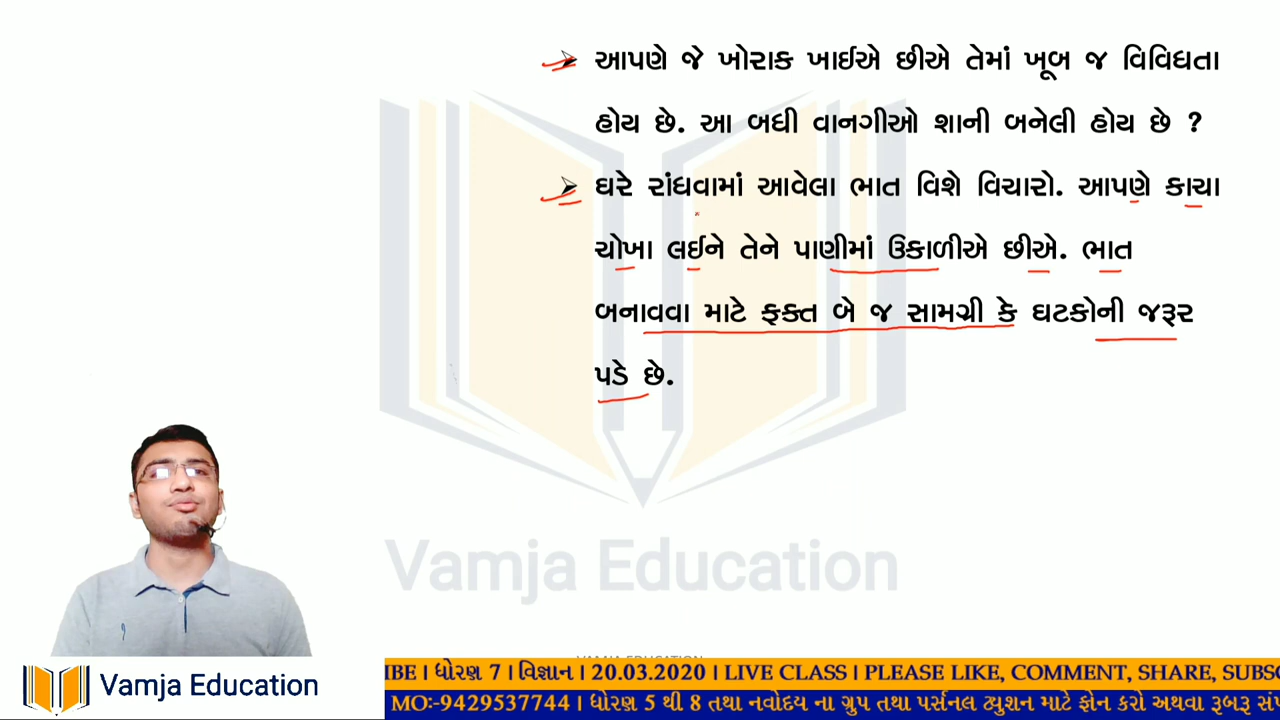 ➢ આપણે જે ખોરાક ખાઈએ છીએ તેમાં ખૂબ જ વિવિધતા
હોય છે. આ બધી વાનગીઓ શાની બનેલી હોય છે ?
➢ ઘરે રાંધવામાં આવેલા ભાત વિશે વિચારો. આપણે કાચા
ચોખા લઈને તેને પાણીમાં ઉકાળીએ છીએ. ભાત
બનાવવા માટે ફક્ત બે જ સામગ્રી કે ઘટકોની જરૂર
પડે છે.
Vamja Education
Vamja Education
IBE । ધોરણ 7 । વિજ્ઞાન । 20.03.2020 । LIVE CLASS । PLEASE LIKE, COMMENT, SHARE, SUBSC
MO:-9429537744 । ધોરણ 5 થી 8 તથા નવોદય ના ગ્રુપ તથા પર્સનલ ટ્યુશન માટે ફોન કરો અથવા રૂબરૂ સં